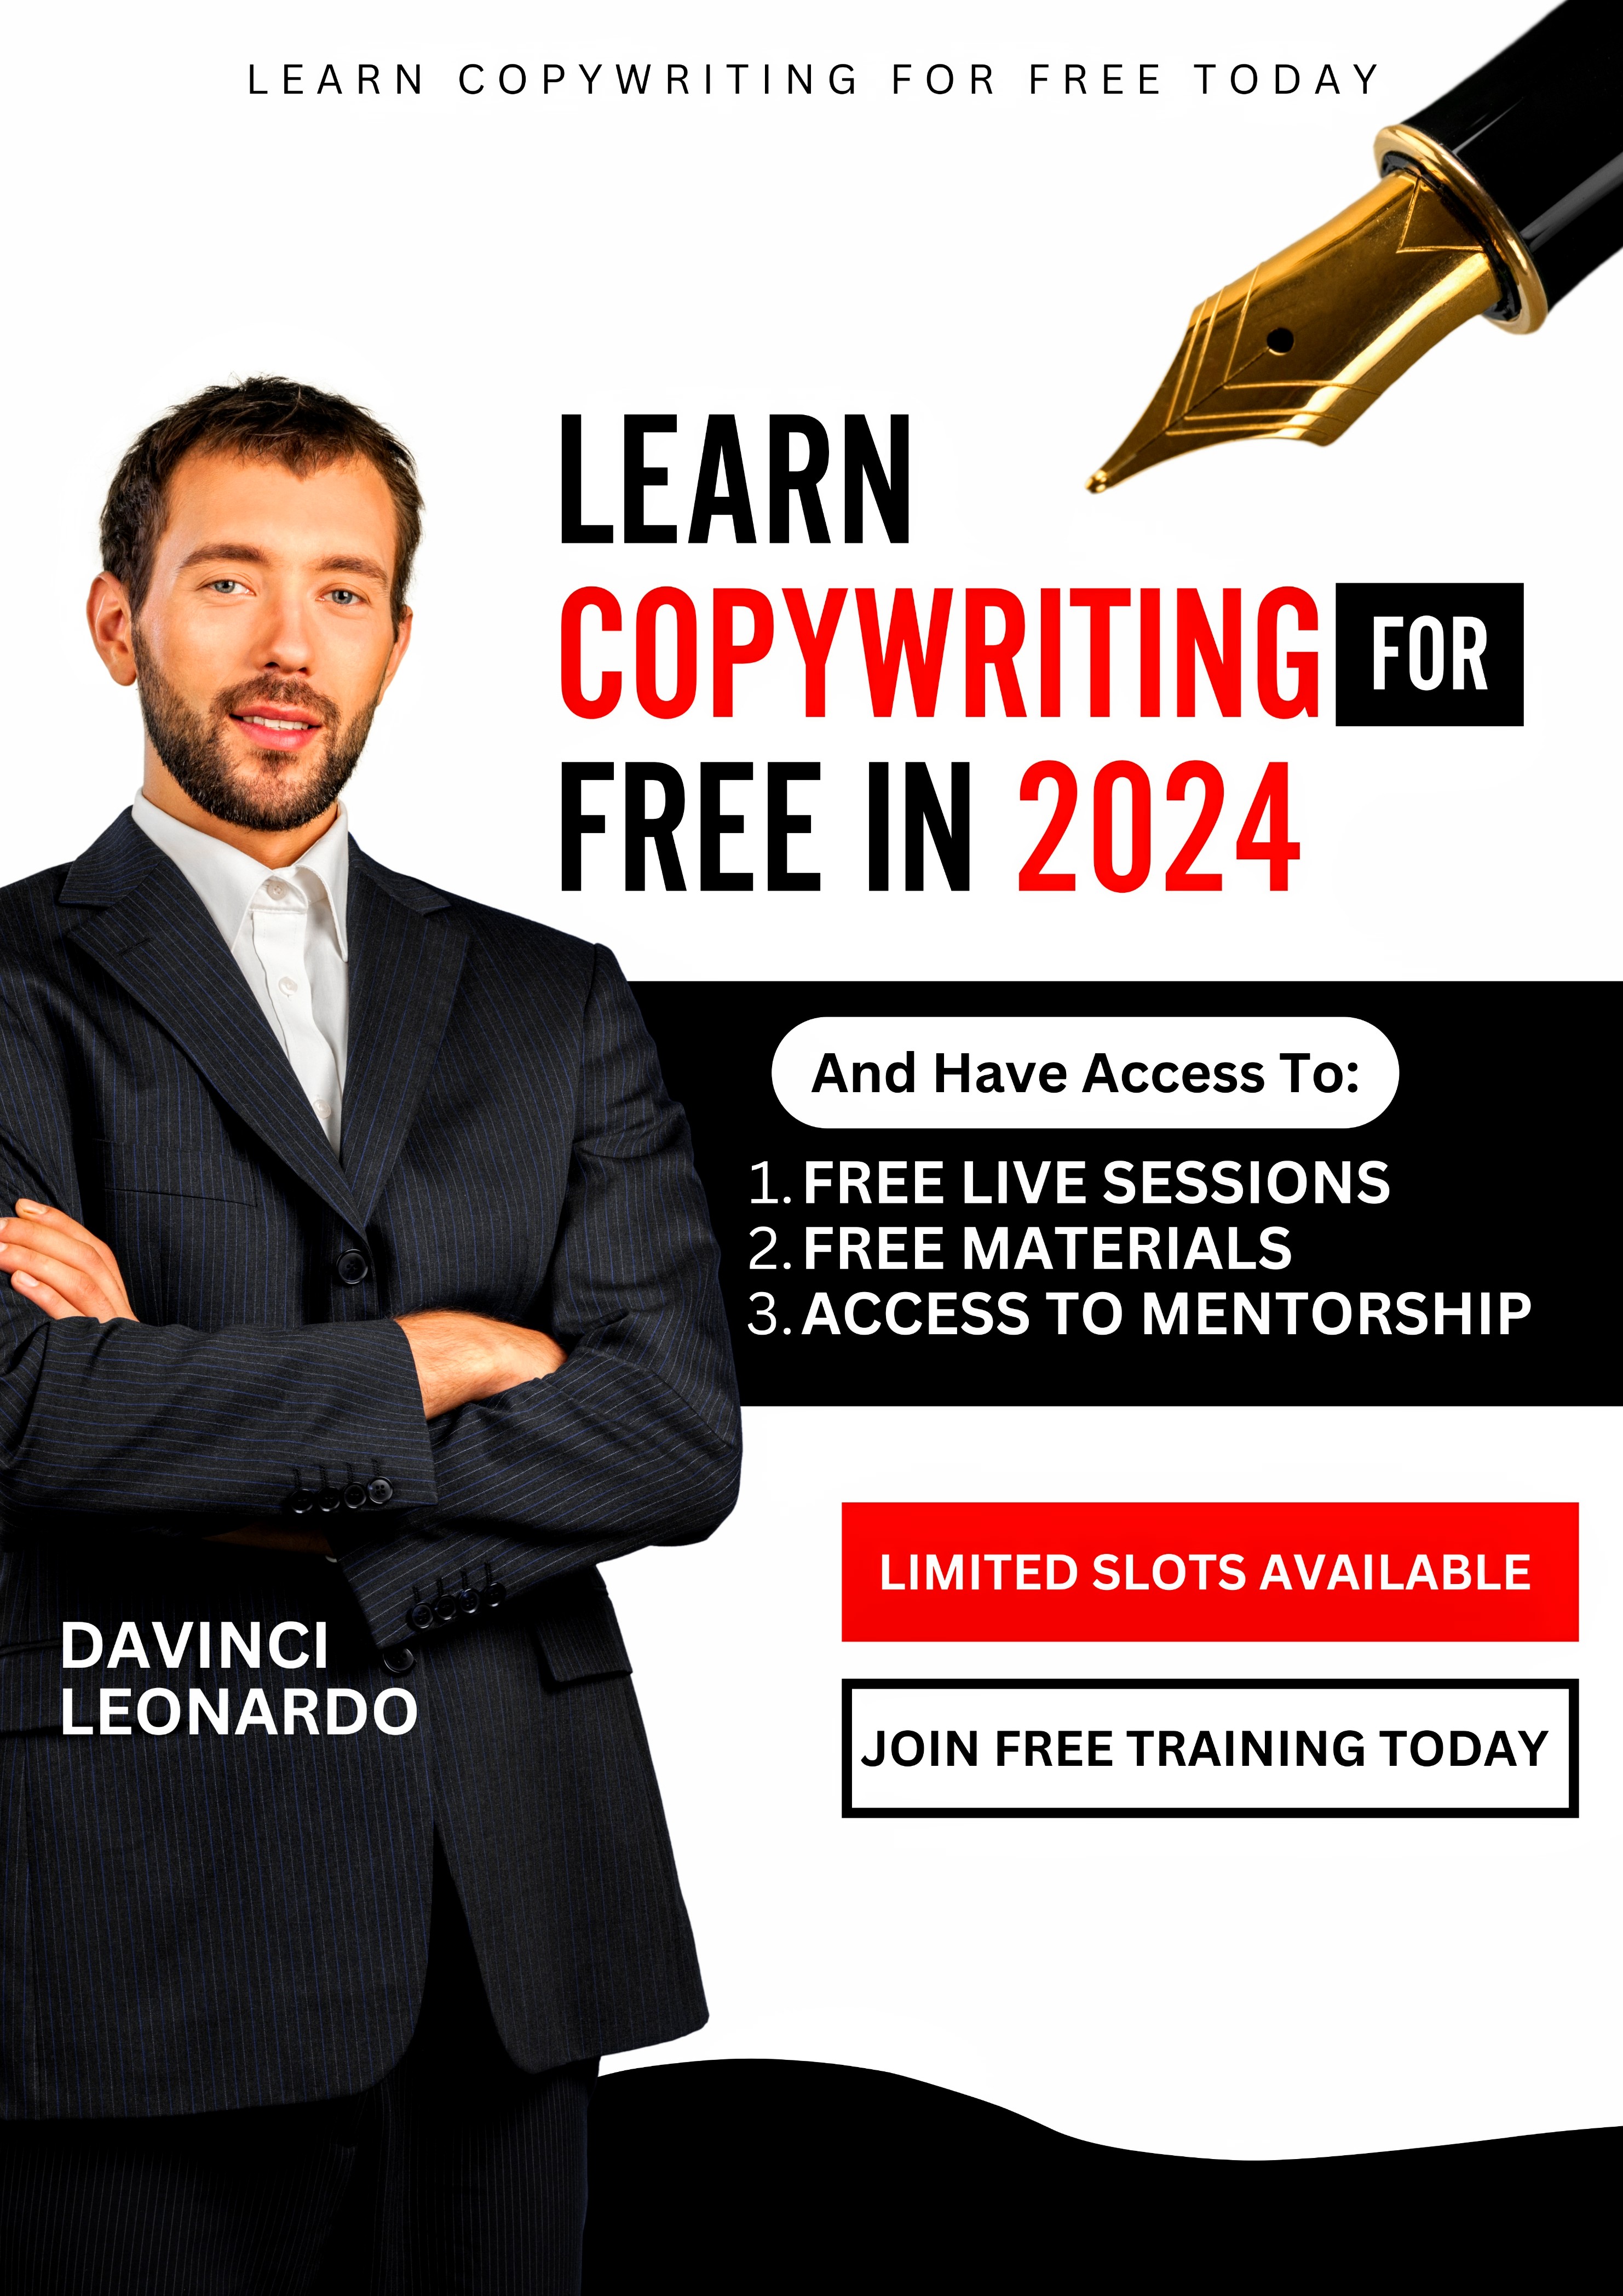 LEARN COPYWRITING FOR FREE TODAY
LEARN
COPYWRITING FOR
FREE IN 2024
And Have Access To:
1. FREE LIVE SESSIONS
2. FREE MATERIALS
3. ACCESS TO MENTORSHIP
LIMITED SLOTS AVAILABLE
JOIN FREE TRAINING TODAY
DAVINCI
LEONARDO